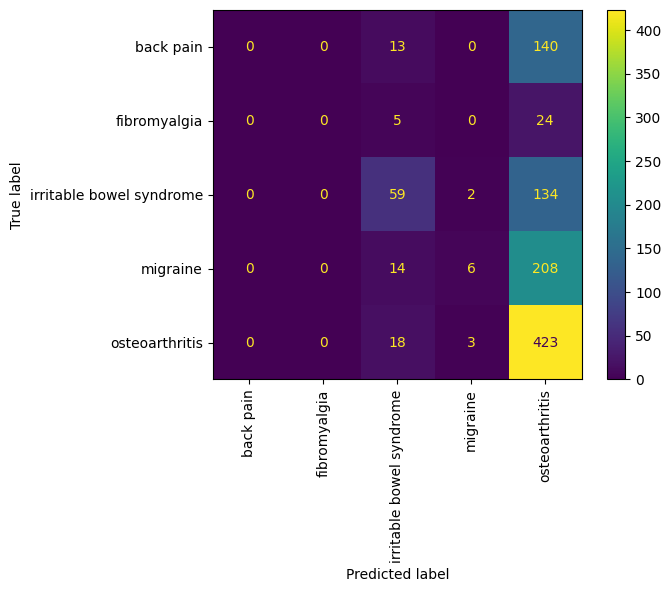 True label
back pain 0 0 13 0 140
fibromyalgia 0 0 5 0 24
irritable bowel syndrome 0 0 59 2 134
migraine 0 0 14 6 208
osteoarthritis 0 0 18 3 423
back pain
fibromyalgia
irritable bowel syndrome
migraine
osteoarthritis
Predicted label
400
350
300
250
200
150
100
50
0